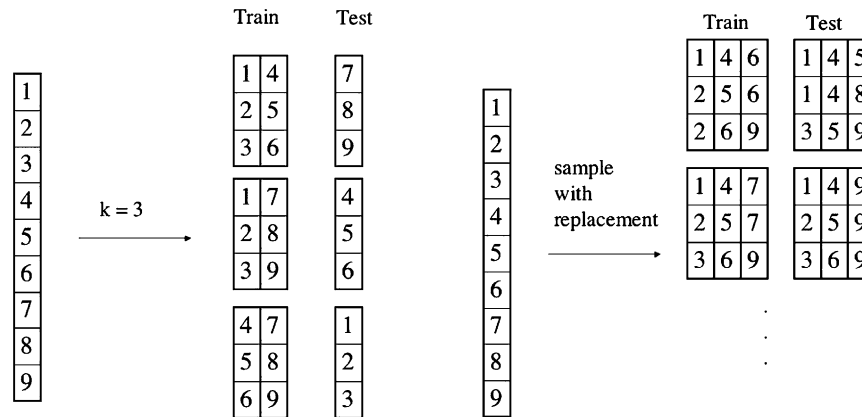 Train Test
1
2
3
4
5
6
7
8
9
k = 3
1 4
2 5
3 6
7
8
9
1 7
2 8
3 9
4
5
6
4 7
5 8
6 9
1
2
3
1
2
3
4
5
6
7
8
9
sample
with
replacement
Train Test
1 4 6
2 5 6
2 6 9
1 4 5
1 4 8
3 5 9
1 4 7
2 5 7
3 6 9
1 4 9
2 5 9
3 6 9
.
.
.